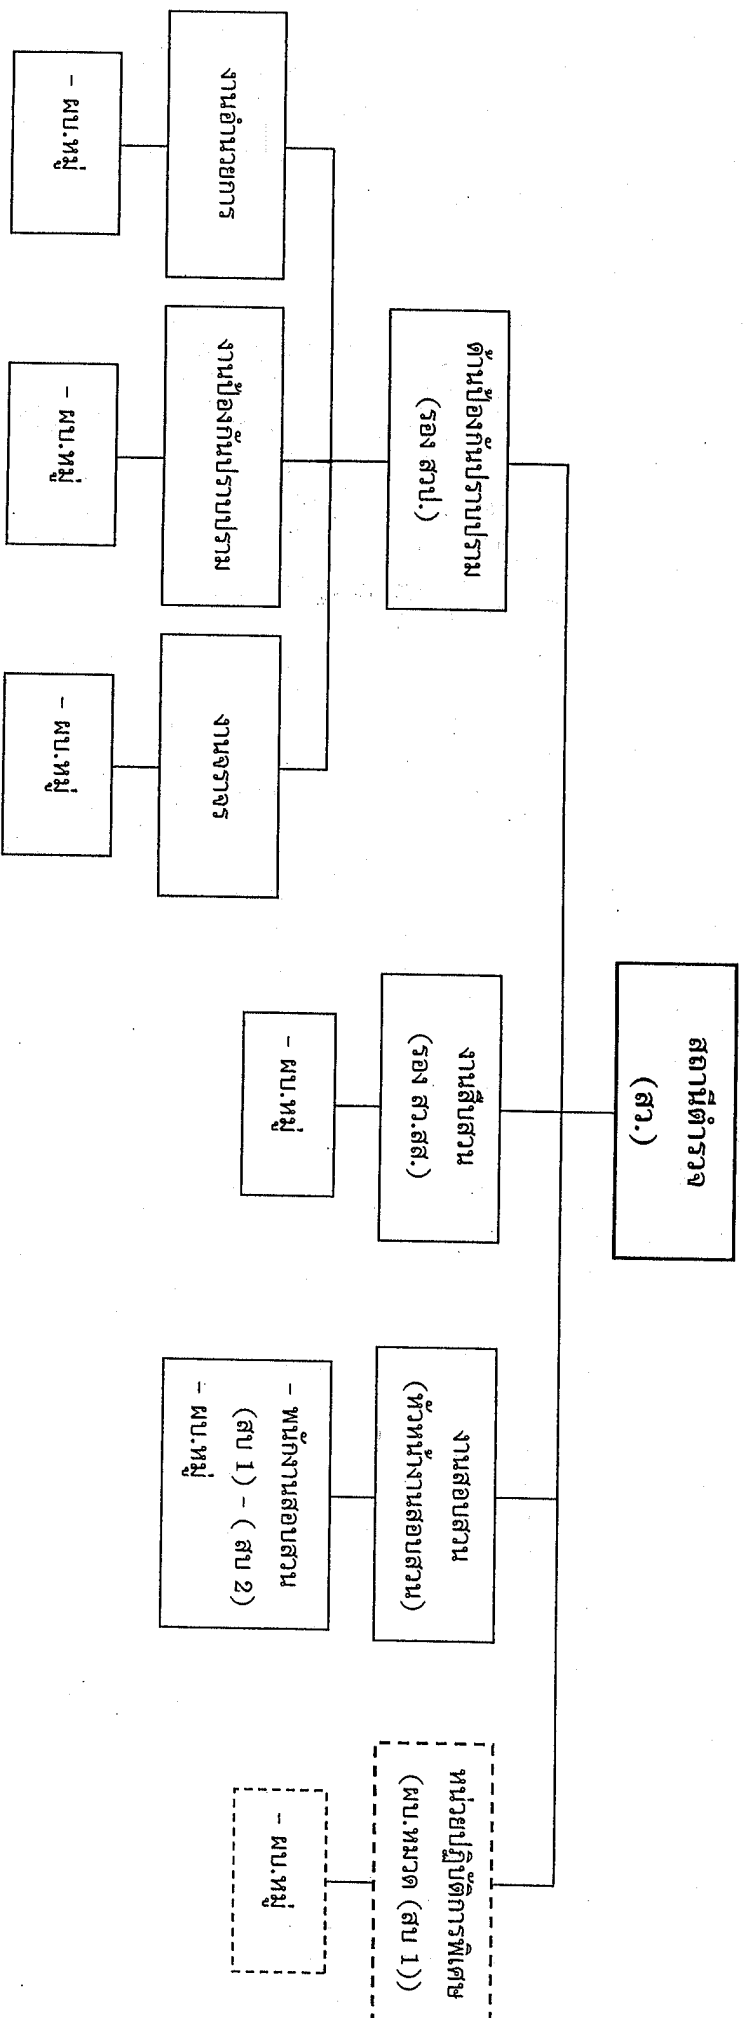 สถานีตำรวจ
(สว.)
ด้านป้องกันปราบปราม
(รอง สวป.)
งานสืบสวน
(รอง สว.สส.)
งานสอบสวน
(หัวหน้างานสอบสวน)
หน่วยปฏิบัติการพิเศษ
(ผบ.หมวด (สบ 1))
งานอำนวยการ
งานป้องกันปราบปราม
งานจราจร
– ผบ.หมู่
– พนักงานสอบสวน
(สบ 1) – ( สบ 2)
– ผบ.หมู่
– ผบ.หมู่
– ผบ.หมู่
– ผบ.หมู่
– ผบ.หมู่